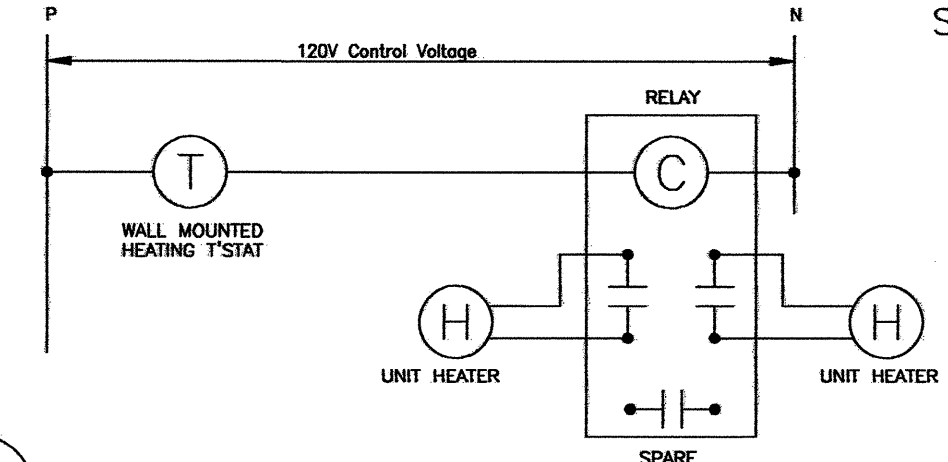 P
N
S
120V Control Voltage
RELAY
T
C
WALL MOUNTED
HEATING T'STAT
H
H
UNIT HEATER
UNIT HEATER
SPARE